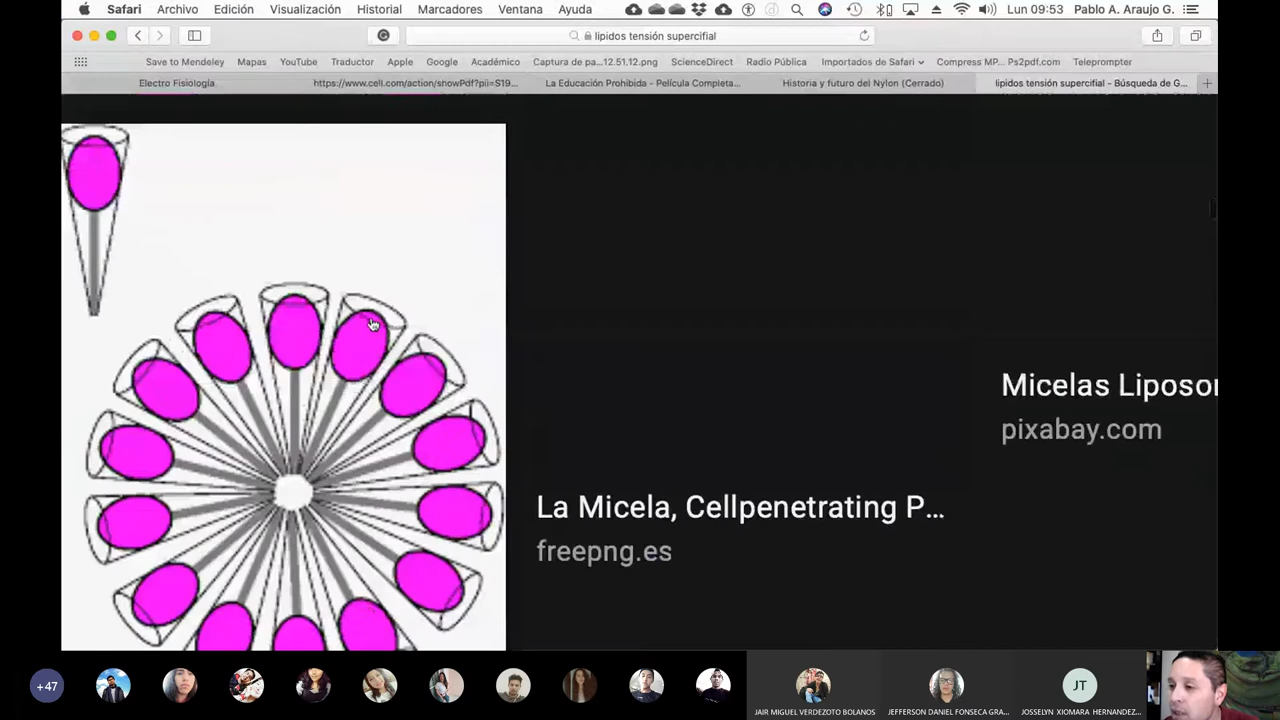 Safari Archivo Edición Visualización Historial Marcadores Ventana Ayuda Lun 09:53 Pablo A. Araujo G.
lipidos tensión supercifial
Save to Mendeley Mapas YouTube Traductor Apple Google Académico Captura de pa...12.51.12.png ScienceDirect Radio Pública Importados de Safari Compress MP... Ps2pdf.com Teleprompter
Electro Fisiología https://www.cell.com/action/showPdf?pii=S19... La Educación Prohibida - Película Completa... Historia y futuro del Nylon (Cerrado) lipidos tensión supercifial - Búsqueda de G...
Micelas Liposor
pixabay.com
La Micela, Cellpenetrating P...
freepng.es
+47
JT
JAIR MIGUEL VERDEZOTO BOLANOS JEFFERSON DANIEL FONSECA GRA... JOSSELYN XIOMARA HERNANDEZ...